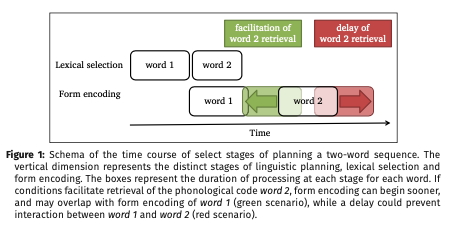 facilitation of
word 2 retrieval
delay of
word 2 retrieval
Lexical selection
word 1
word 2
Form encoding
word 1
word 2
Time
Figure 1: Schema of the time course of select stages of planning a two-word sequence. The
vertical dimension represents the distinct stages of linguistic planning, lexical selection and
form encoding. The boxes represent the duration of processing at each stage for each word. If
conditions facilitate retrieval of the phonological code word 2, form encoding can begin sooner,
and may overlap with form encoding of word 1 (green scenario), while a delay could prevent
interaction between word 1 and word 2 (red scenario).